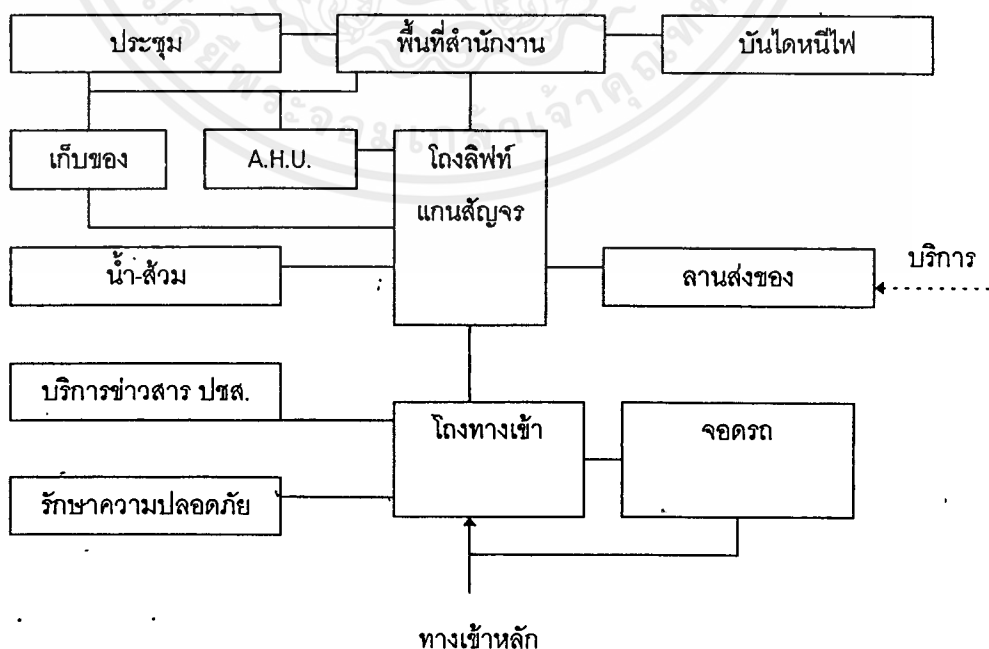 ประชุม
พื้นที่สำนักงาน
บันไดหนีไฟ
เก็บของ
A.H.U.
โถงลิฟท์
แกนสัญจร
น้ำ-ส้วม
ลานส่งของ
บริการ
บริการข่าวสาร ปชส.
โถงทางเข้า
จอดรถ
รักษาความปลอดภัย
ทางเข้าหลัก